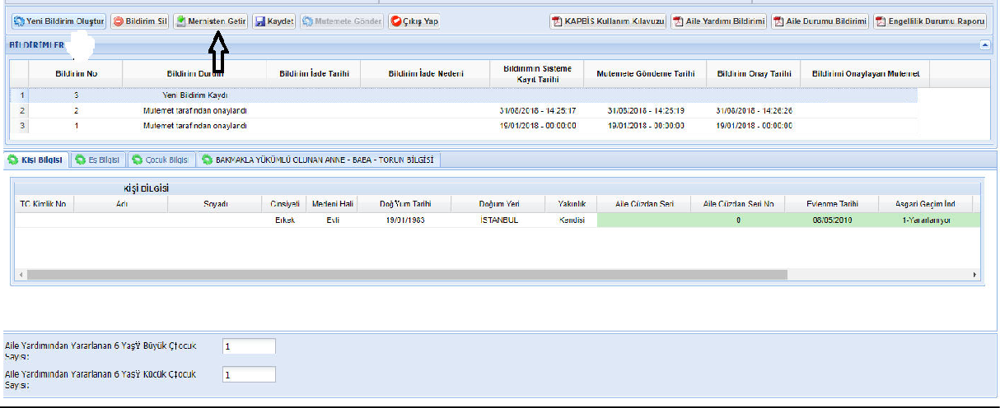 Yeni Bildirim Oluştur Bildirim Sil Mernisten Getir Kaydet Mutemete Gönder Çıkış Yap KAPBİS Kullanım Kılavuzu Aile Yardımı Bildirimi Aile Durumu Bildirimi Engellilik Durumu Raporu
BİLDİRİMLER
Bildirim No Bildirim Durum Bildirim İade Tarihi Bildirim İade Nedeni Bildirimin Sisteme Kayıt Tarihi Mutemete Gönderme Tarihi Bildirim Onay Tarihi Bildirimi Onaylayan Mutemet
1 3 Yeni Bildirim Kaydı
2 2 Mutemet tarafından onaylandı 31/08/2018 - 14:25:17 31/08/2018 - 14:25:19 31/08/2018 - 14:26:26
3 1 Mutemet tarafından onaylandı 19/01/2018 - 00:00:00 19/01/2018 - 00:00:00 19/01/2018 - 00:00:00
Kişi Bilgisi Eş Bilgisi Çocuk Bilgisi BAKMAKLA YÜKÜMLÜ OLUNAN ANNE - BABA - TORUN BİLGİSİ
KİŞİ BİLGİSİ
TC Kimlik No Adı Soyadı Cinsiyeti Medeni Hali DoğŸum Tarihi Doğum Yeri Yakınlık Aile Cüzdan Seri Aile Cüzdan Seri No Evlenme Tarihi Asgari Geçim İnd
Erkek Evli 19/01/1983 İSTANBUL Kendisi 0 08/05/2010 1-Yararlanıyor
Aile Yardımından Yararlanan 6 YaşŸ Büyük Ç‡ocuk
Sayısı:
1
Aile Yardımından Yararlanan 6 YaşŸ Kücük Ç‡ocuk
Sayısı:
1